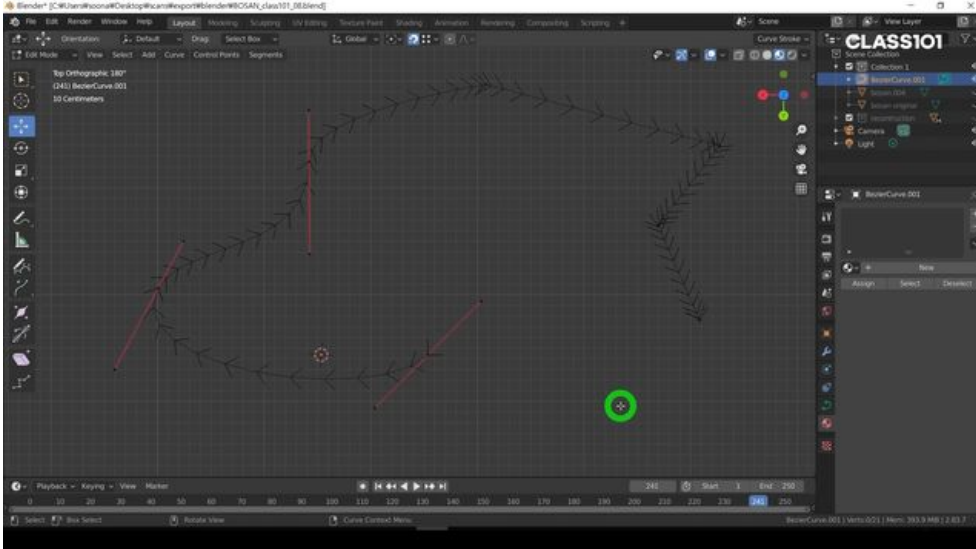 Blender* [C:₩Users₩soona₩Desktop₩scans₩export₩blender₩BOSAN_class101_08.blend]
File Edit Render Window Help Layout Modeling Sculpting UV Editing Texture Paint Shading Animation Rendering Compositing Scripting + Scene View Layer
Orientation: Default Drag: Select Box Global Curve Stroke
CLASS101
Edit Mode View Select Add Curve Control Points Segments
Scene Collection
Collection 1
BezierCurve.001
Camera
Light
Top Orthographic 180°
(241) BezierCurve.001
10 Centimeters
BezierCurve.001
New
Assign Select Deselect
Playback Keying View Marker 241 Start 1 End 250
0 10 20 30 40 50 60 70 80 90 100 110 120 130 140 150 160 170 180 190 200 210 220 230 241 250
Select Box Select Rotate View Curve Context Menu BezierCurve.001 | Verts:0/21 | Mem: 393.9 MB | 2.83.7